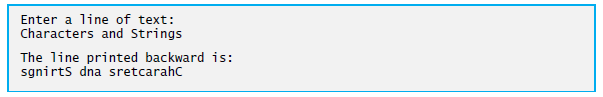 Enter a line of text:
Characters and Strings
The line printed backward is:
sgnirtS dna sretcarahC